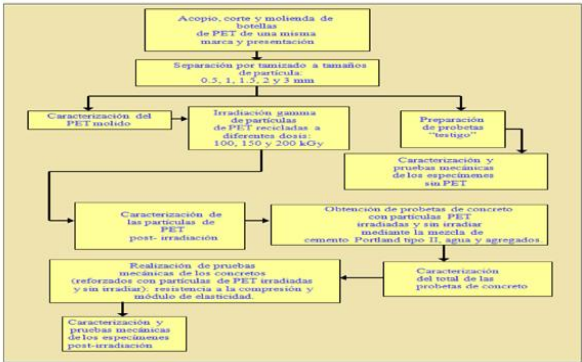 Acopio, corte y molienda de
botellas
de PET de una misma
marca y presentación
Separación por tamizado a tamaños
de partícula:
0.5, 1, 1.5, 2 y 3 mm
Caracterización del
PET molido
Irradiación gamma
de partículas
de PET recicladas a
diferentes dosis:
100, 150 y 200 kGy
Preparación
de probetas
"testigo"
Caracterización y
pruebas mecánicas
de los especímenes
sin PET
Caracterización de
las partículas de
PET
post- irradiación
Obtención de probetas de concreto
con partículas PET
irradiadas y sin irradiar
mediante la mezcla de
cemento Portland tipo II, agua y agregados.
Caracterización
del total de las
probetas de concreto
Realización de pruebas
mecánicas de los concretos
(reforzados con partículas de PET irradiadas
y sin irradiar): resistencia a la compresión y
módulo de elasticidad.
Caracterización y
pruebas mecánicas
de los especímenes
post-irradiación